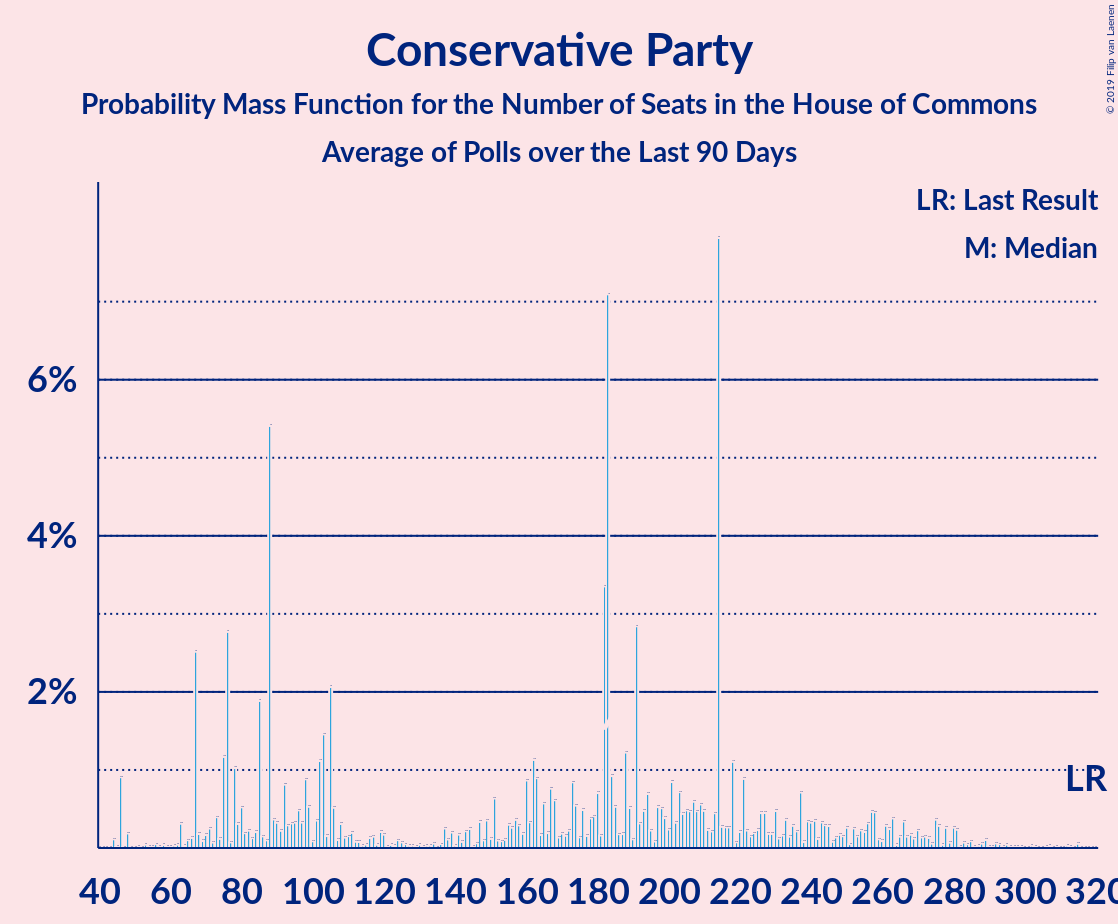 Conservative Party
Probability Mass Function for the Number of Seats in the House of Commons
Average of Polls over the Last 90 Days
© 2019 Filip van Laenen
LR: Last Result
M: Median
6%
4%
2%
LR
40 60 80 100 120 140 160 180 200 220 240 260 280 300 320